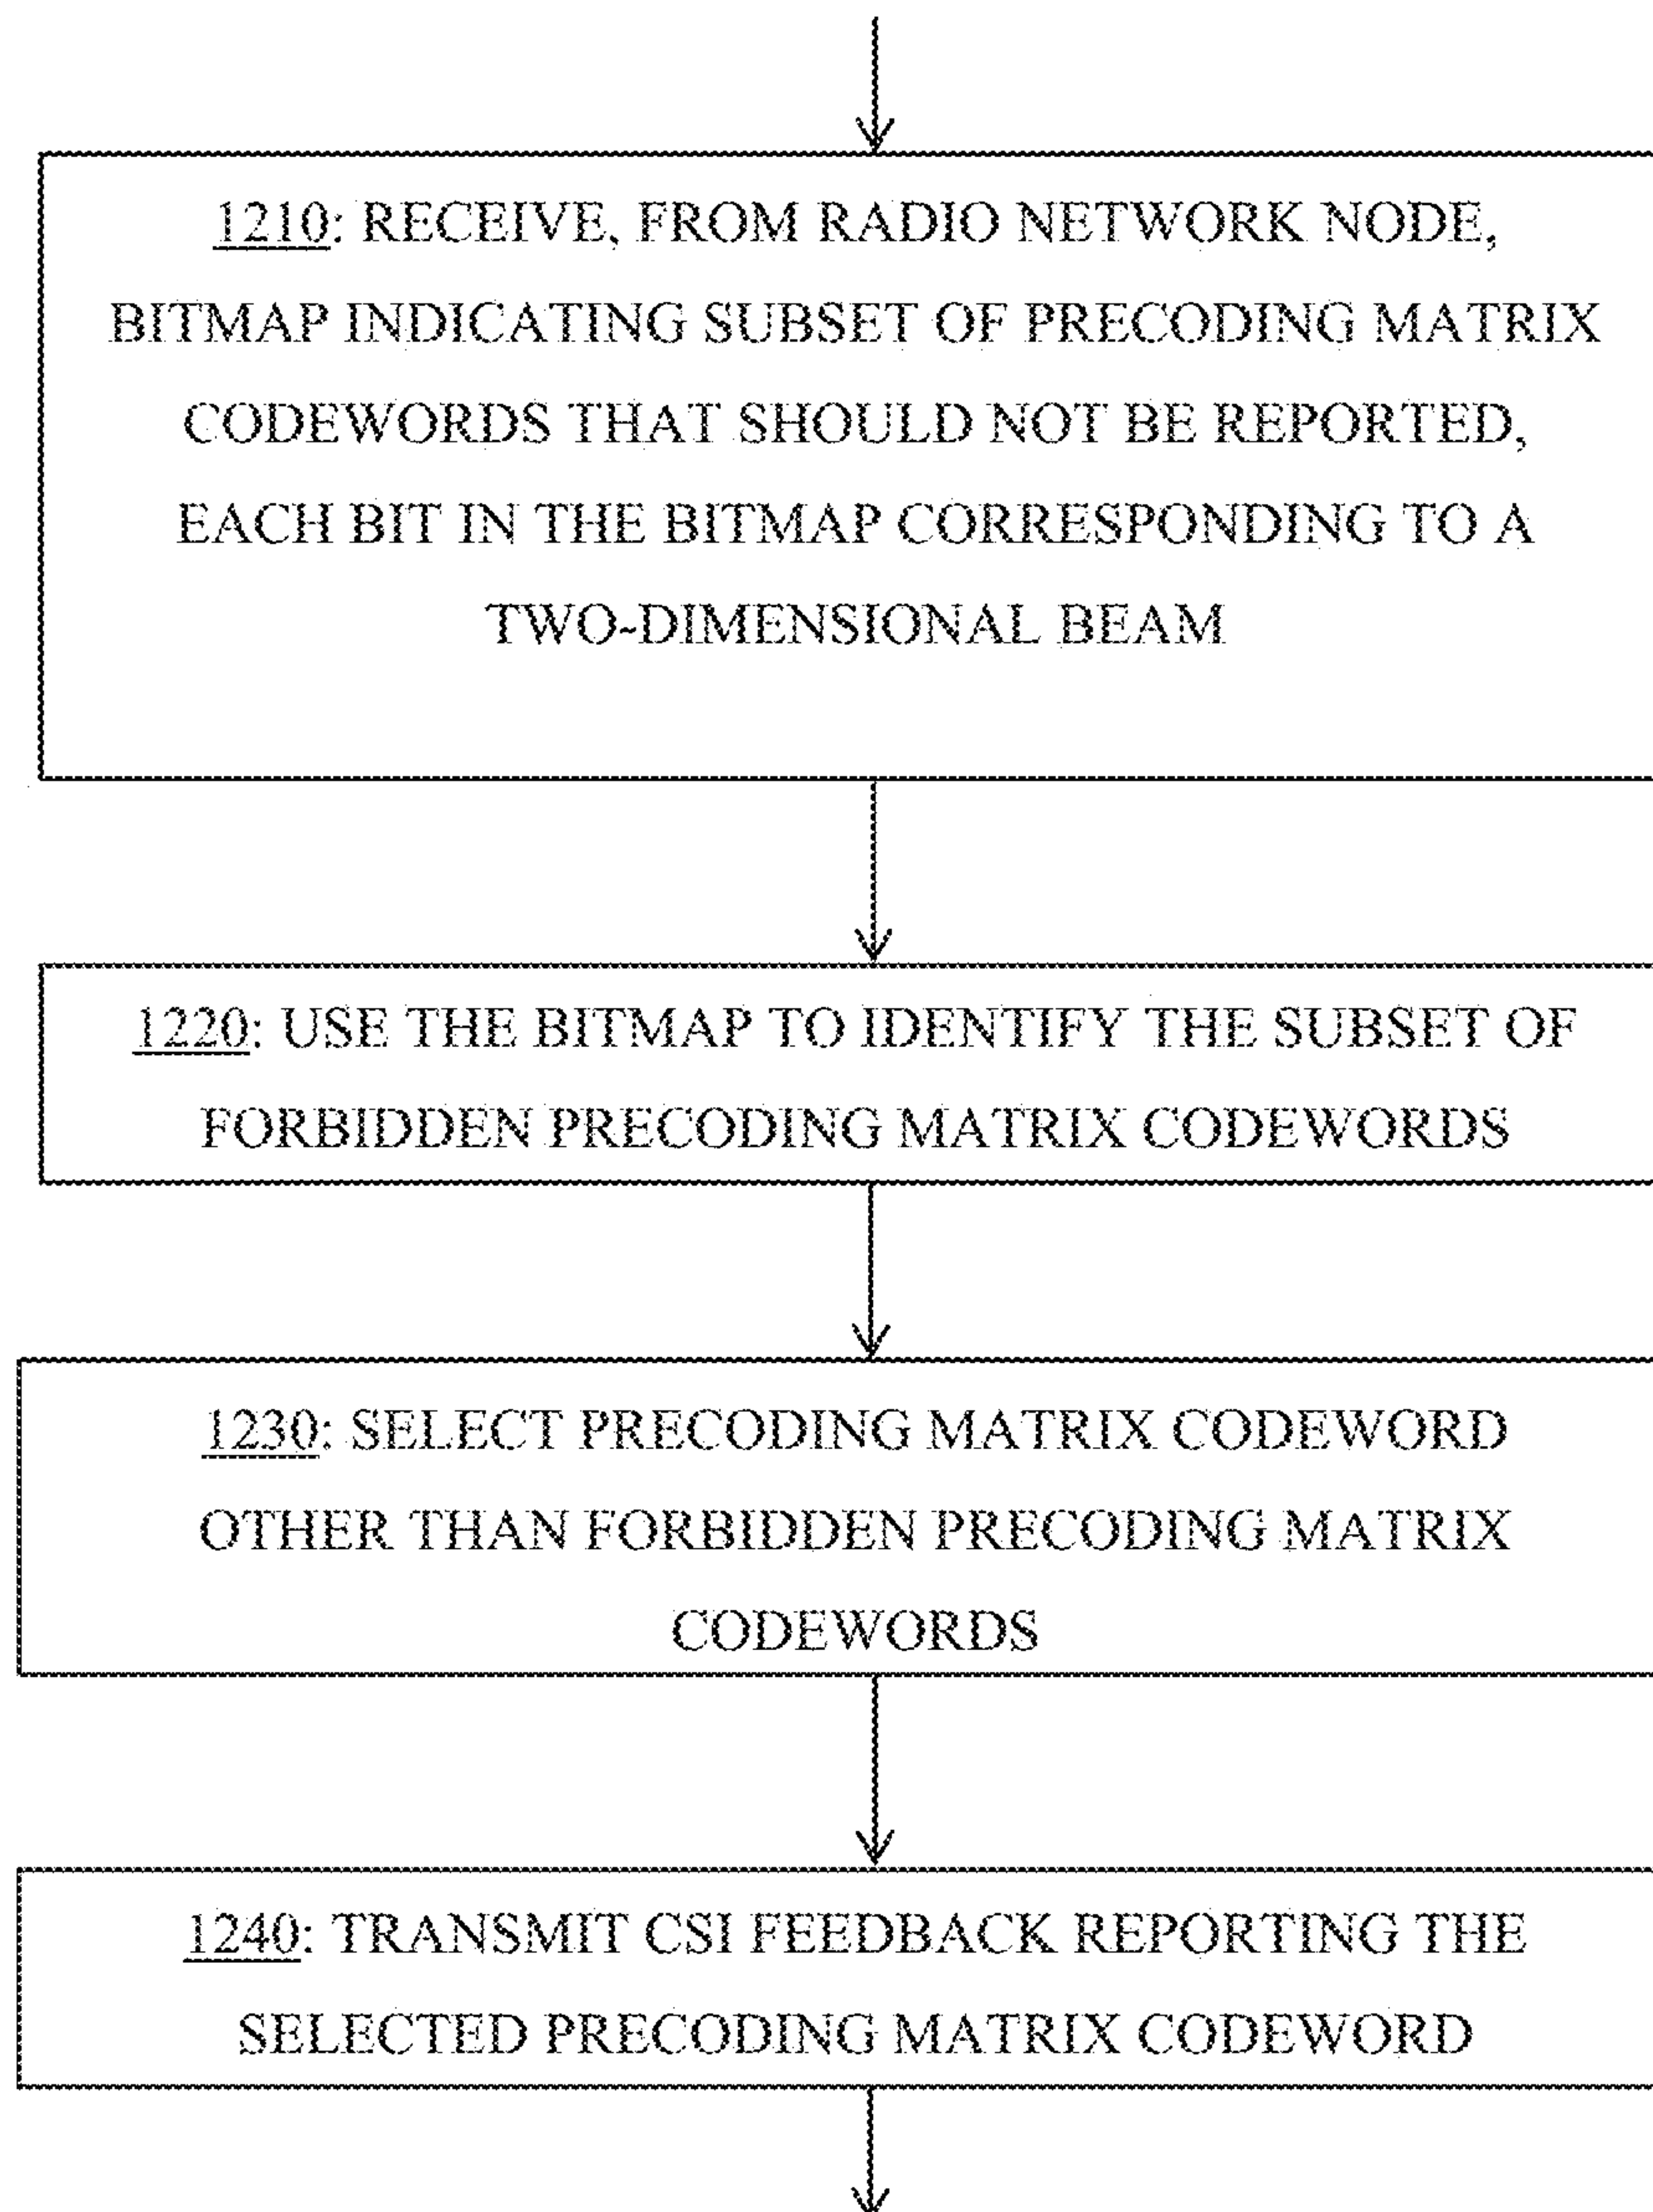 1210: RECEIVE, FROM RADIO NETWORK NODE,
BITMAP INDICATING SUBSET OF PRECODING MATRIX
CODEWORDS THAT SHOULD NOT BE REPORTED,
EACH BIT IN THE BITMAP CORRESPONDING TO A
TWO-DIMENSIONAL BEAM
1220: USE THE BITMAP TO IDENTIFY THE SUBSET OF
FORBIDDEN PRECODING MATRIX CODEWORDS
1230: SELECT PRECODING MATRIX CODEWORD
OTHER THAN FORBIDDEN PRECODING MATRIX
CODEWORDS
1240: TRANSMIT CSI FEEDBACK REPORTING THE
SELECTED PRECODING MATRIX CODEWORD